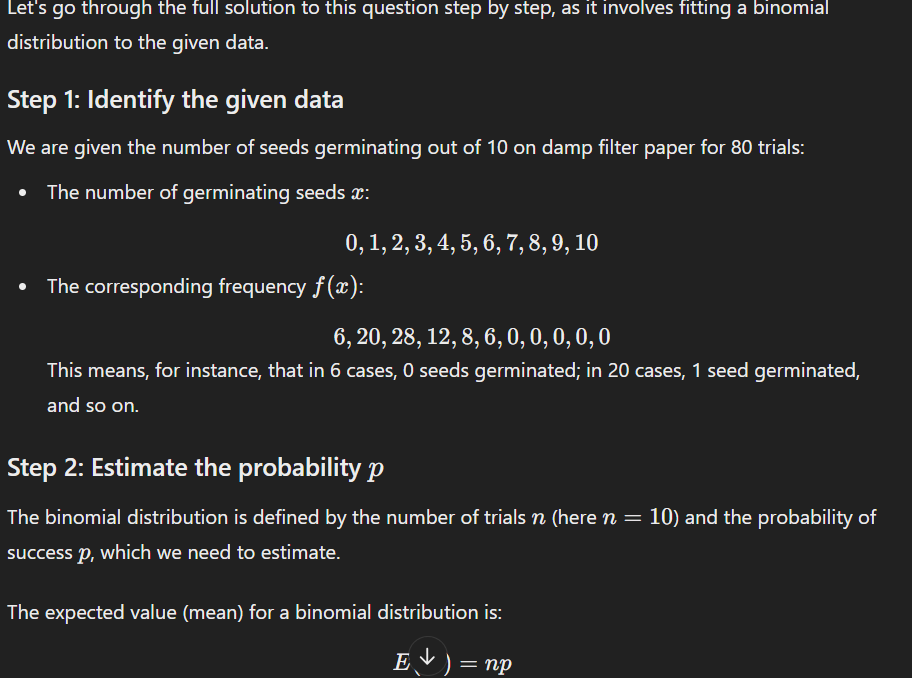 Let's go through the full solution to this question step by step, as it involves fitting a binomial
distribution to the given data.
Step 1: Identify the given data
We are given the number of seeds germinating out of 10 on damp filter paper for 80 trials:
• The number of germinating seeds x:
0, 1, 2, 3, 4, 5, 6, 7, 8, 9, 10
• The corresponding frequency f(x):
6, 20, 28, 12, 8, 6, 0, 0, 0, 0, 0
This means, for instance, that in 6 cases, 0 seeds germinated; in 20 cases, 1 seed germinated,
and so on.
Step 2: Estimate the probability p
The binomial distribution is defined by the number of trials n (here n = 10) and the probability of
success p, which we need to estimate.
The expected value (mean) for a binomial distribution is:
E( ) = np